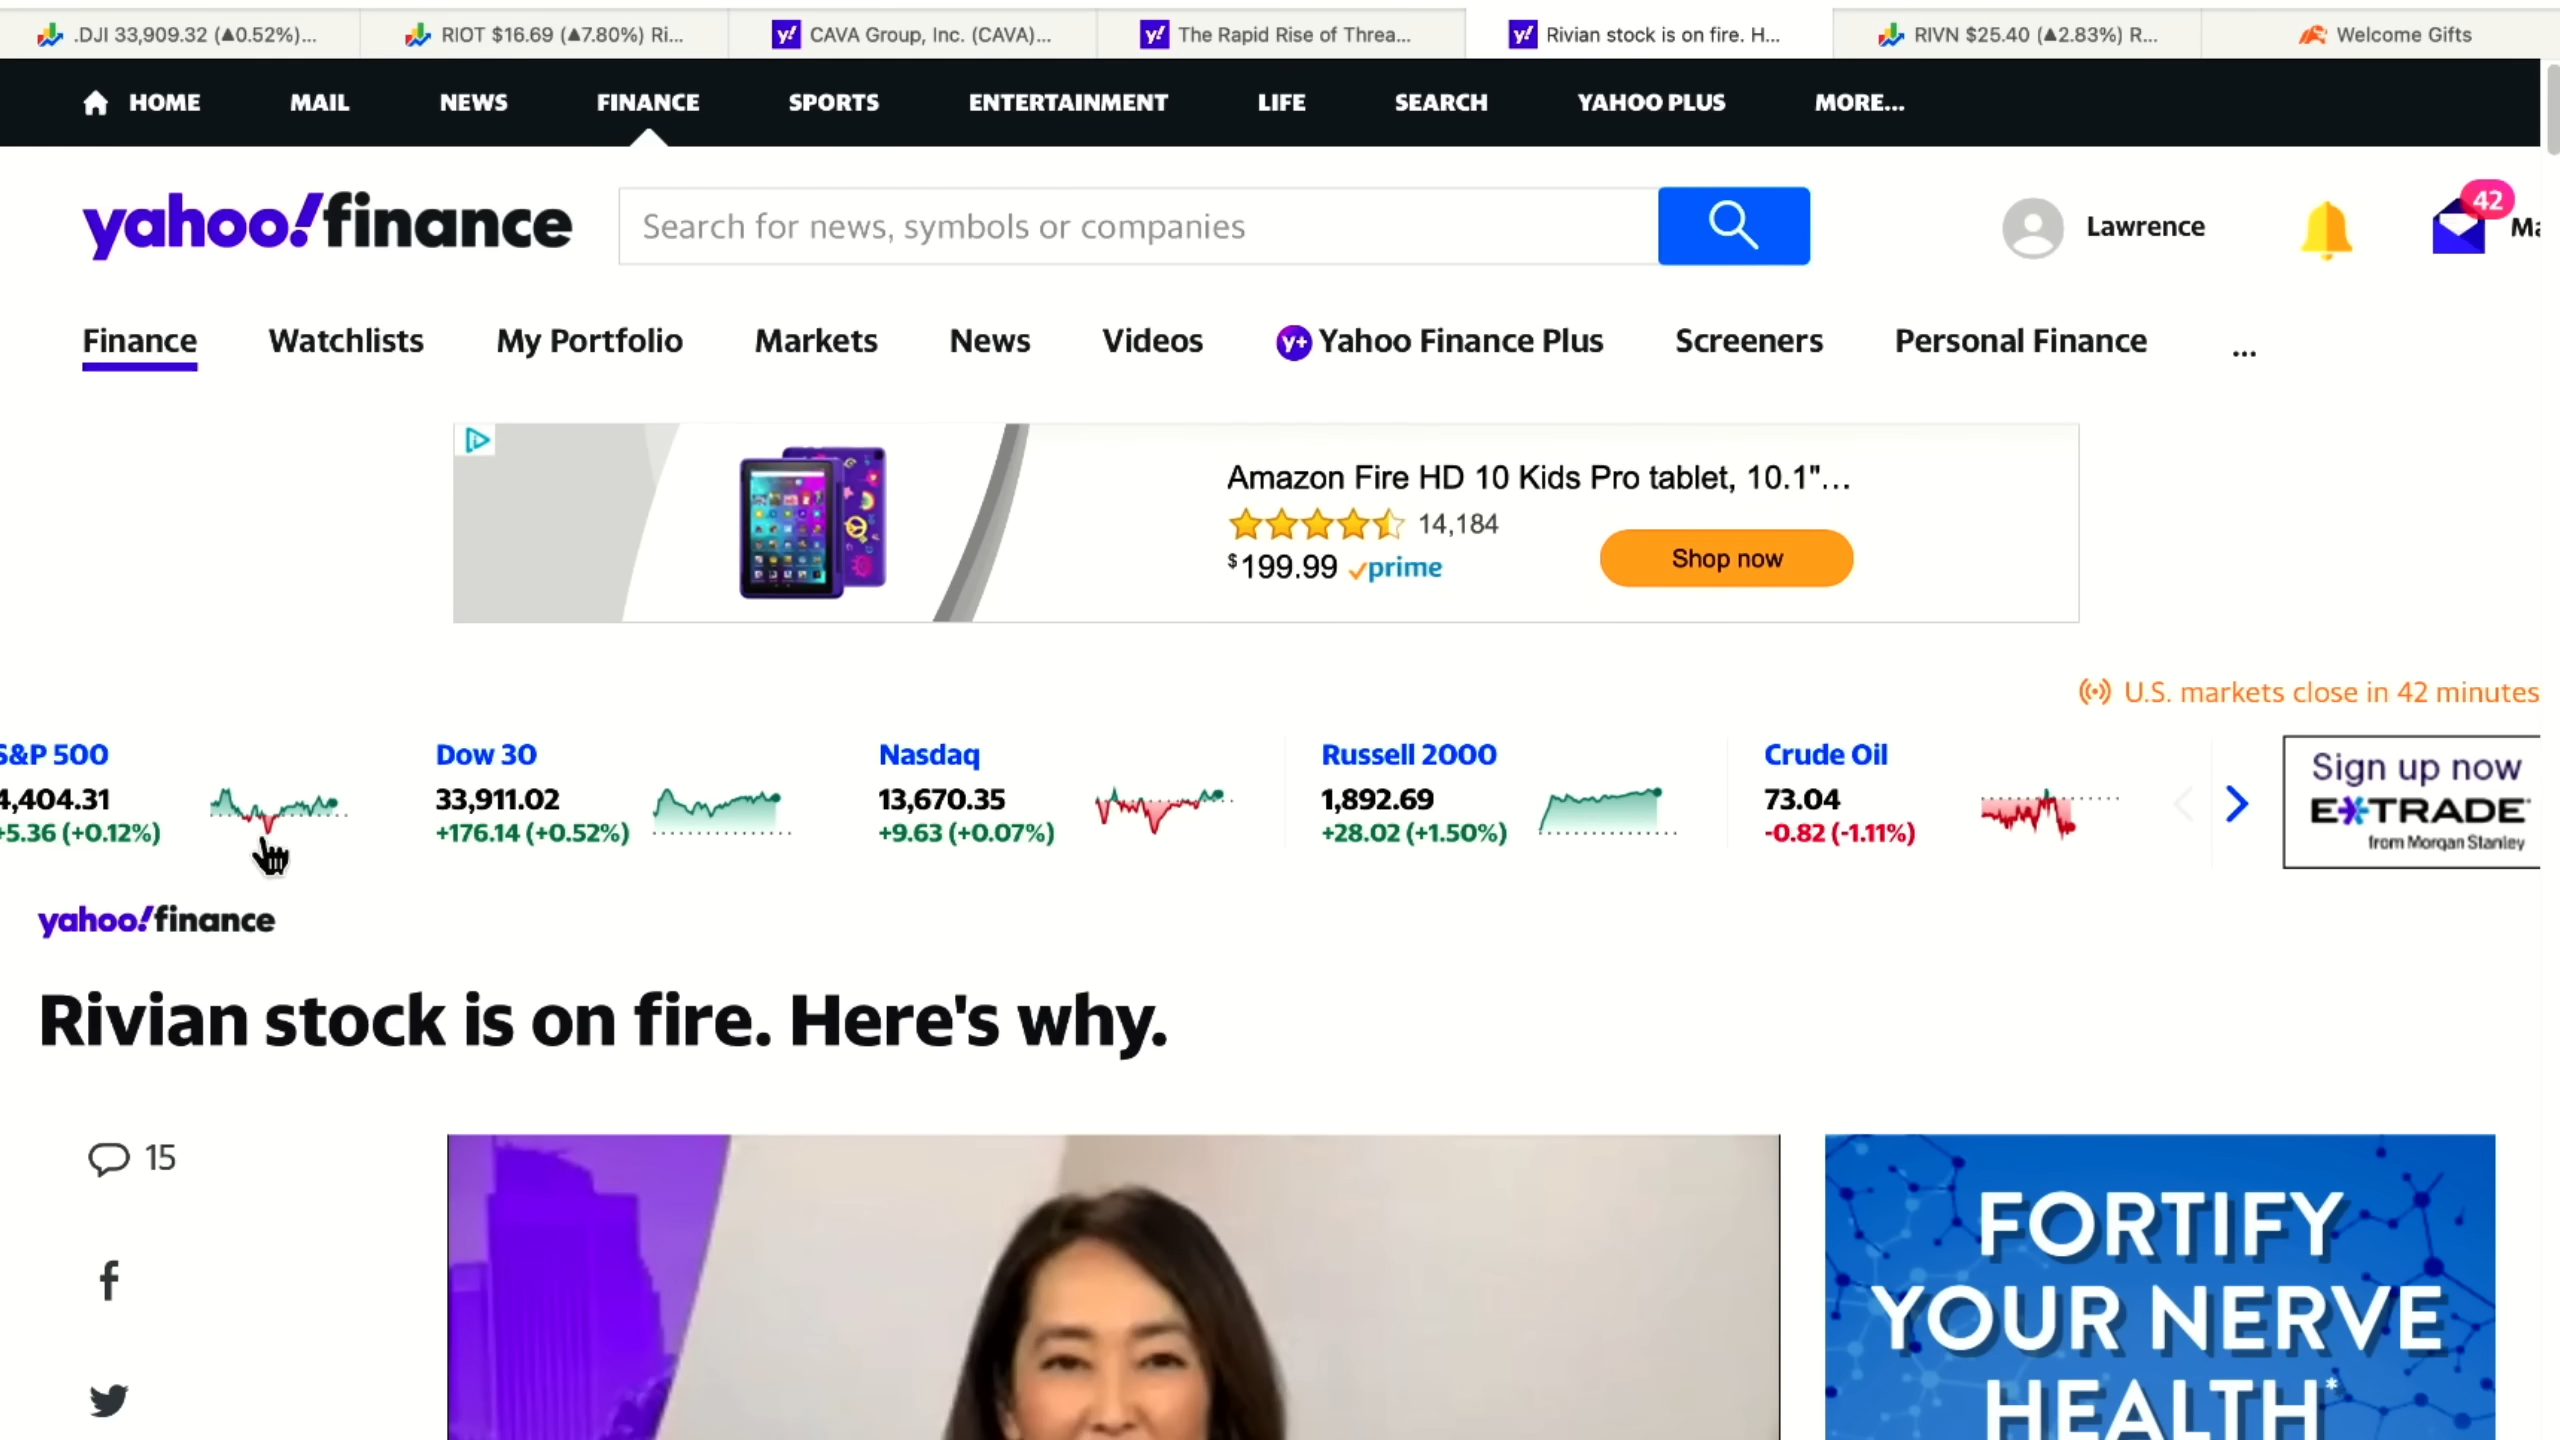 .DJI 33,909.32 (▲0.52%)...
RIOT $16.69 (▲7.80%) Ri...
CAVA Group, Inc. (CAVA)...
The Rapid Rise of Threa...
Rivian stock is on fire. H...
RIVN $25.40 (▲2.83%) R...
Welcome Gifts
HOME MAIL NEWS FINANCE SPORTS ENTERTAINMENT LIFE SEARCH YAHOO PLUS MORE...
yahoo!finance
Search for news, symbols or companies
Lawrence
42
Ma
Finance Watchlists My Portfolio Markets News Videos y+ Yahoo Finance Plus Screeners Personal Finance ...
Amazon Fire HD 10 Kids Pro tablet, 10.1"...
14,184
$199.99 prime
Shop now
U.S. markets close in 42 minutes
S&P 500
4,404.31
+5.36 (+0.12%)
Dow 30
33,911.02
+176.14 (+0.52%)
Nasdaq
13,670.35
+9.63 (+0.07%)
Russell 2000
1,892.69
+28.02 (+1.50%)
Crude Oil
73.04
-0.82 (-1.11%)
Sign up now
E*TRADE
from Morgan Stanley
yahoo!finance
Rivian stock is on fire. Here's why.
15
FORTIFY
YOUR NERVE
HEALTH*